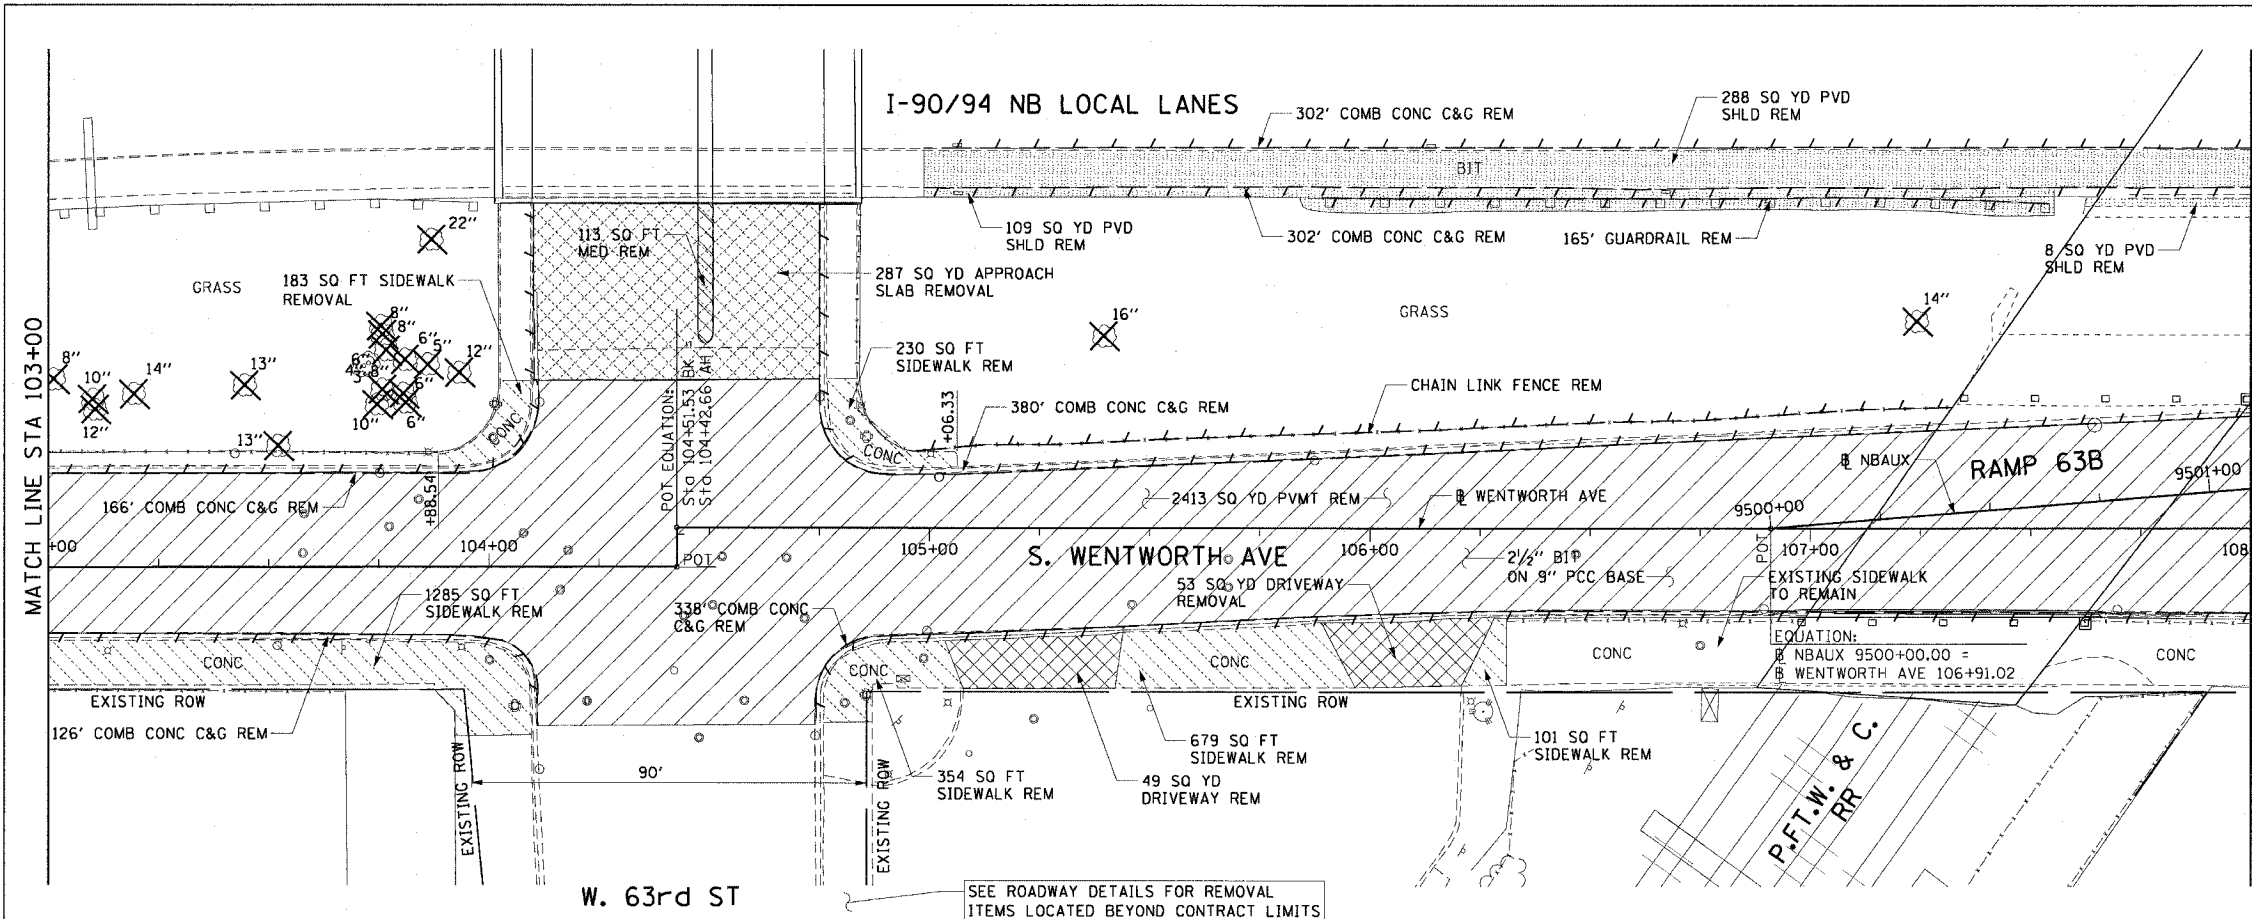 I-90/94 NB LOCAL LANES
302' COMB CONC C&G REM
288 SQ YD PVD
SHLD REM
BIT
109 SQ YD PVD
SHLD REM
302' COMB CONC C&G REM
165' GUARDRAIL REM
8 SQ YD PVD
SHLD REM
22"
113 SQ FT
MED REM
183 SQ FT SIDEWALK
REMOVAL
287 SQ YD APPROACH
SLAB REMOVAL
GRASS
GRASS
16"
14"
8"
8"
6"
5"
12"
8"
10"
12"
14"
13"
13"
6"
10"
6"
6"
MATCH LINE STA 103+00
230 SQ FT
SIDEWALK REM
CHAIN LINK FENCE REM
380' COMB CONC C&G REM
+06.33
CONC
CONC
POT EQUATION:
Sta 104+51.53 BK =
Sta 104+42.66 AH
+88.54
166' COMB CONC C&G REM
2413 SQ YD PVMT REM
B WENTWORTH AVE
B NBAUX
RAMP 63B
9501+00
9500+00
+00
104+00
POT
105+00
S. WENTWORTH AVE
106+00
2½" BIT
ON 9" PCC BASE
POT
107+00
108
1285 SQ FT
SIDEWALK REM
338' COMB CONC
C&G REM
53 SQ YD DRIVEWAY
REMOVAL
EXISTING SIDEWALK
TO REMAIN
CONC
CONC
CONC
CONC
CONC
EQUATION:
B NBAUX 9500+00.00 =
B WENTWORTH AVE 106+91.02
EXISTING ROW
EXISTING ROW
126' COMB CONC C&G REM
EXISTING ROW
90'
EXISTING ROW
354 SQ FT
SIDEWALK REM
679 SQ FT
SIDEWALK REM
49 SQ YD
DRIVEWAY REM
101 SQ FT
SIDEWALK REM
P.FT.W. & C.
RR
W. 63rd ST
SEE ROADWAY DETAILS FOR REMOVAL
ITEMS LOCATED BEYOND CONTRACT LIMITS